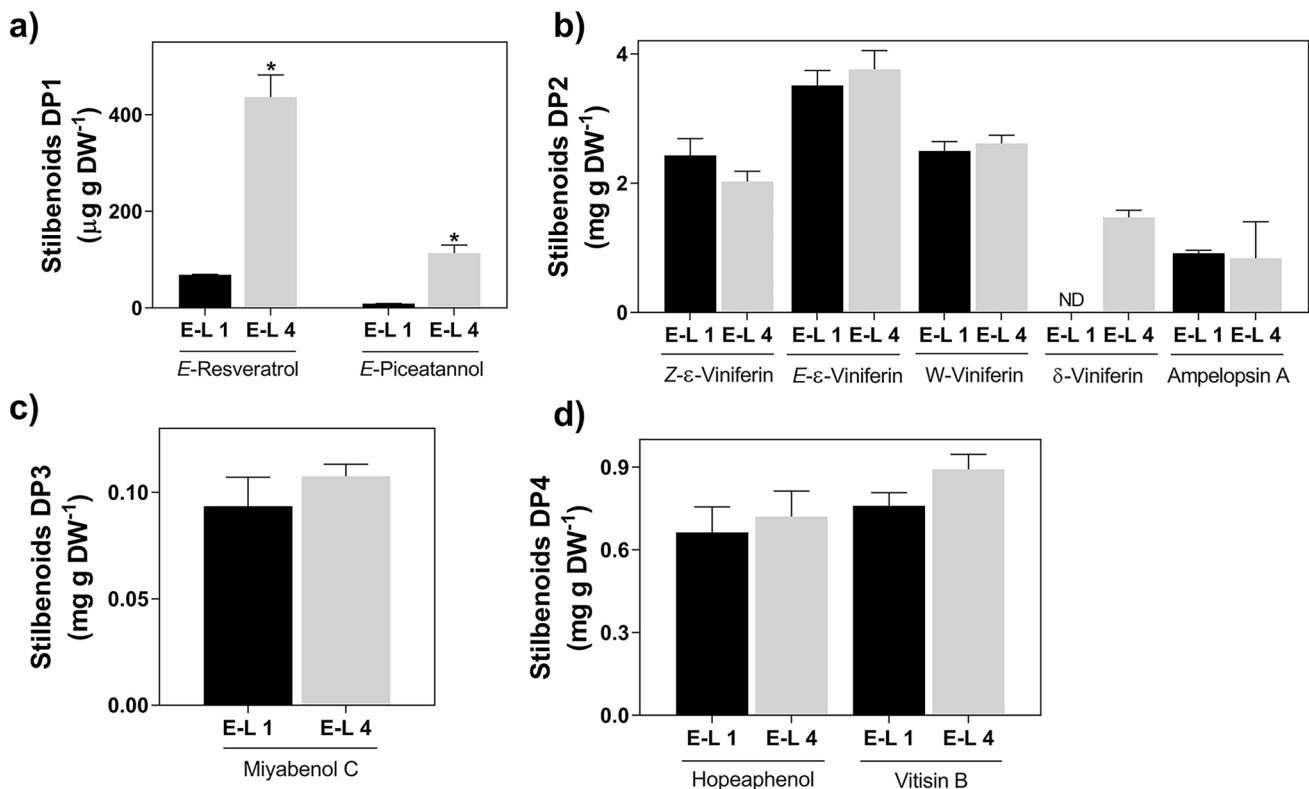 a)
Stilbenoids DP1
(μg g DW⁻¹)
400
200
0
*
*
E-L 1 E-L 4 E-L 1 E-L 4
E-Resveratrol E-Piceatannol
b)
Stilbenoids DP2
(mg g DW⁻¹)
4
2
0
ND
E-L 1 E-L 4 E-L 1 E-L 4 E-L 1 E-L 4 E-L 1 E-L 4 E-L 1 E-L 4
Z-ε-Viniferin E-ε-Viniferin W-Viniferin δ-Viniferin Ampelopsin A
c)
Stilbenoids DP3
(mg g DW⁻¹)
0.10
0.05
0.00
E-L 1 E-L 4
Miyabenol C
d)
Stilbenoids DP4
(mg g DW⁻¹)
0.9
0.6
0.3
0.0
E-L 1 E-L 4 E-L 1 E-L 4
Hopeaphenol Vitisin B